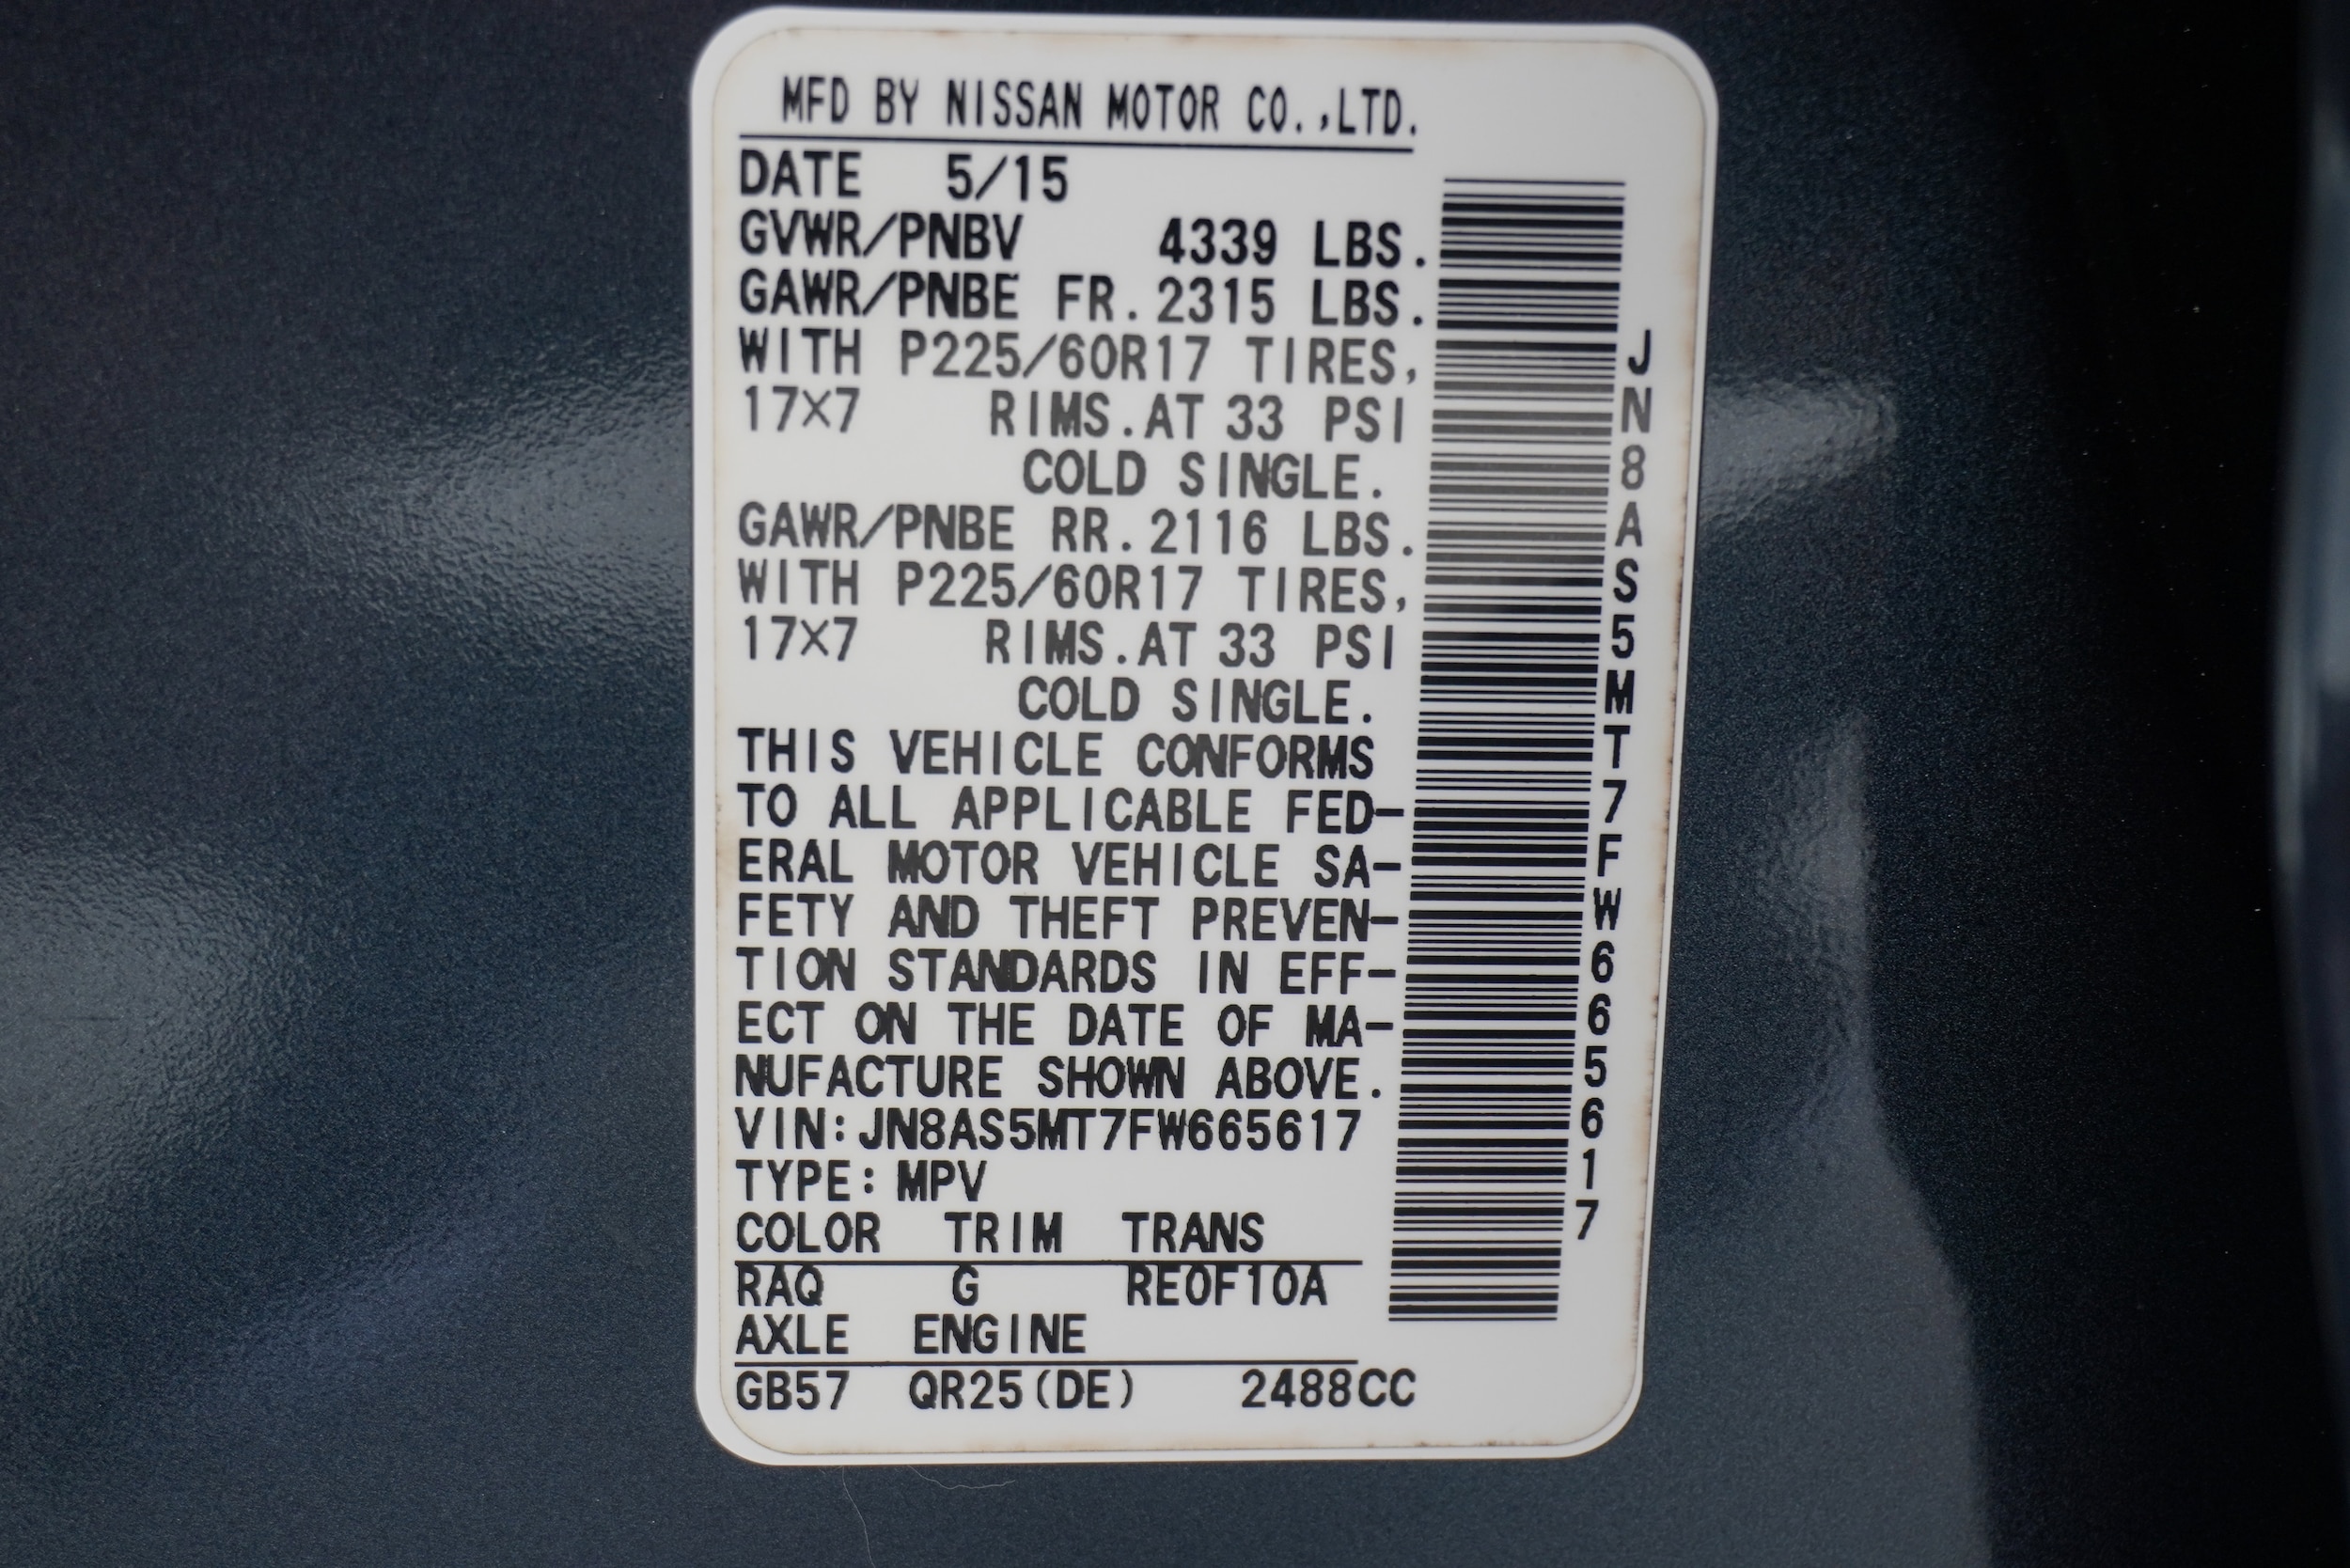 MFD BY NISSAN MOTOR CO.,LTD.
DATE 5/15
GVWR/PNBV 4339 LBS.
GAWR/PNBE FR.2315 LBS.
WITH P225/60R17 TIRES,
17×7 RIMS.AT 33 PSI
COLD SINGLE.
GAWR/PNBE RR.2116 LBS.
WITH P225/60R17 TIRES,
17×7 RIMS.AT 33 PSI
COLD SINGLE.
THIS VEHICLE CONFORMS
TO ALL APPLICABLE FED-
ERAL MOTOR VEHICLE SA-
FETY AND THEFT PREVEN-
TION STANDARDS IN EFF-
ECT ON THE DATE OF MA-
NUFACTURE SHOWN ABOVE.
VIN:JN8AS5MT7FW665617
TYPE:MPV
COLOR TRIM TRANS
RAQ G RE0F10A
AXLE ENGINE
GB57 QR25(DE) 2488CC
JN8AS5MT7FW665617